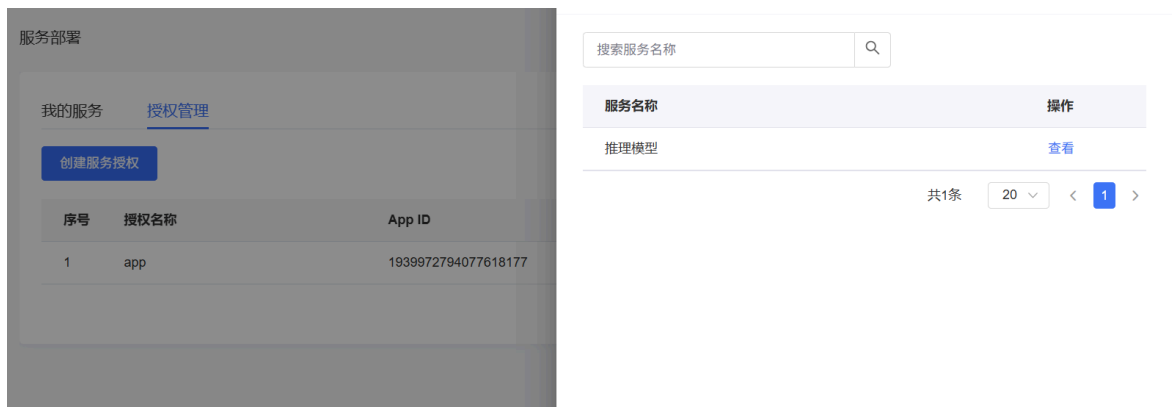 服务部署
我的服务 授权管理
创建服务授权
序号 授权名称 App ID
1 app 1939972794077618177
搜索服务名称
服务名称 操作
推理模型 查看
共1条 20 1